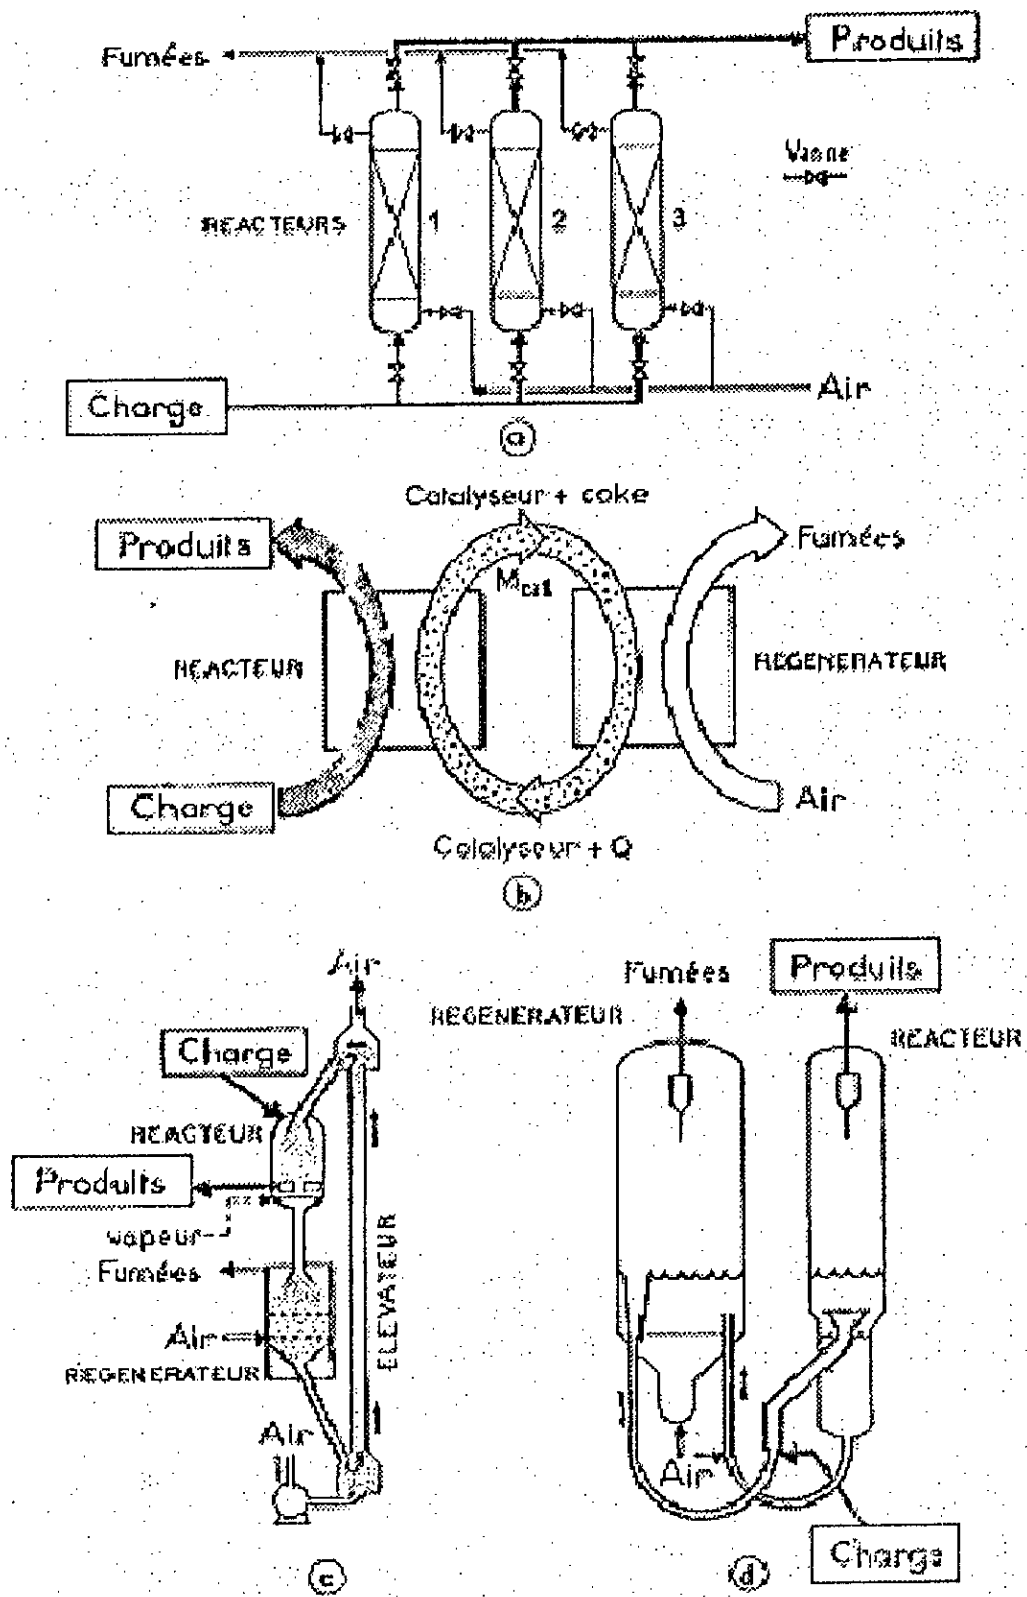 Fumées
Produits
Vanne
REACTEURS
1
2
3
Charge
Air
a
Catalyseur + coke
Produits
Fumées
Mcat
REACTEUR
REGENERATEUR
Charge
Air
Catalyseur + Q
b
Air
Fumées
Produits
REGENERATEUR
REACTEUR
Charge
REACTEUR
Produits
vapeur
Fumées
ELEVATEUR
Air
REGENERATEUR
Air
Air
Charge
c
d